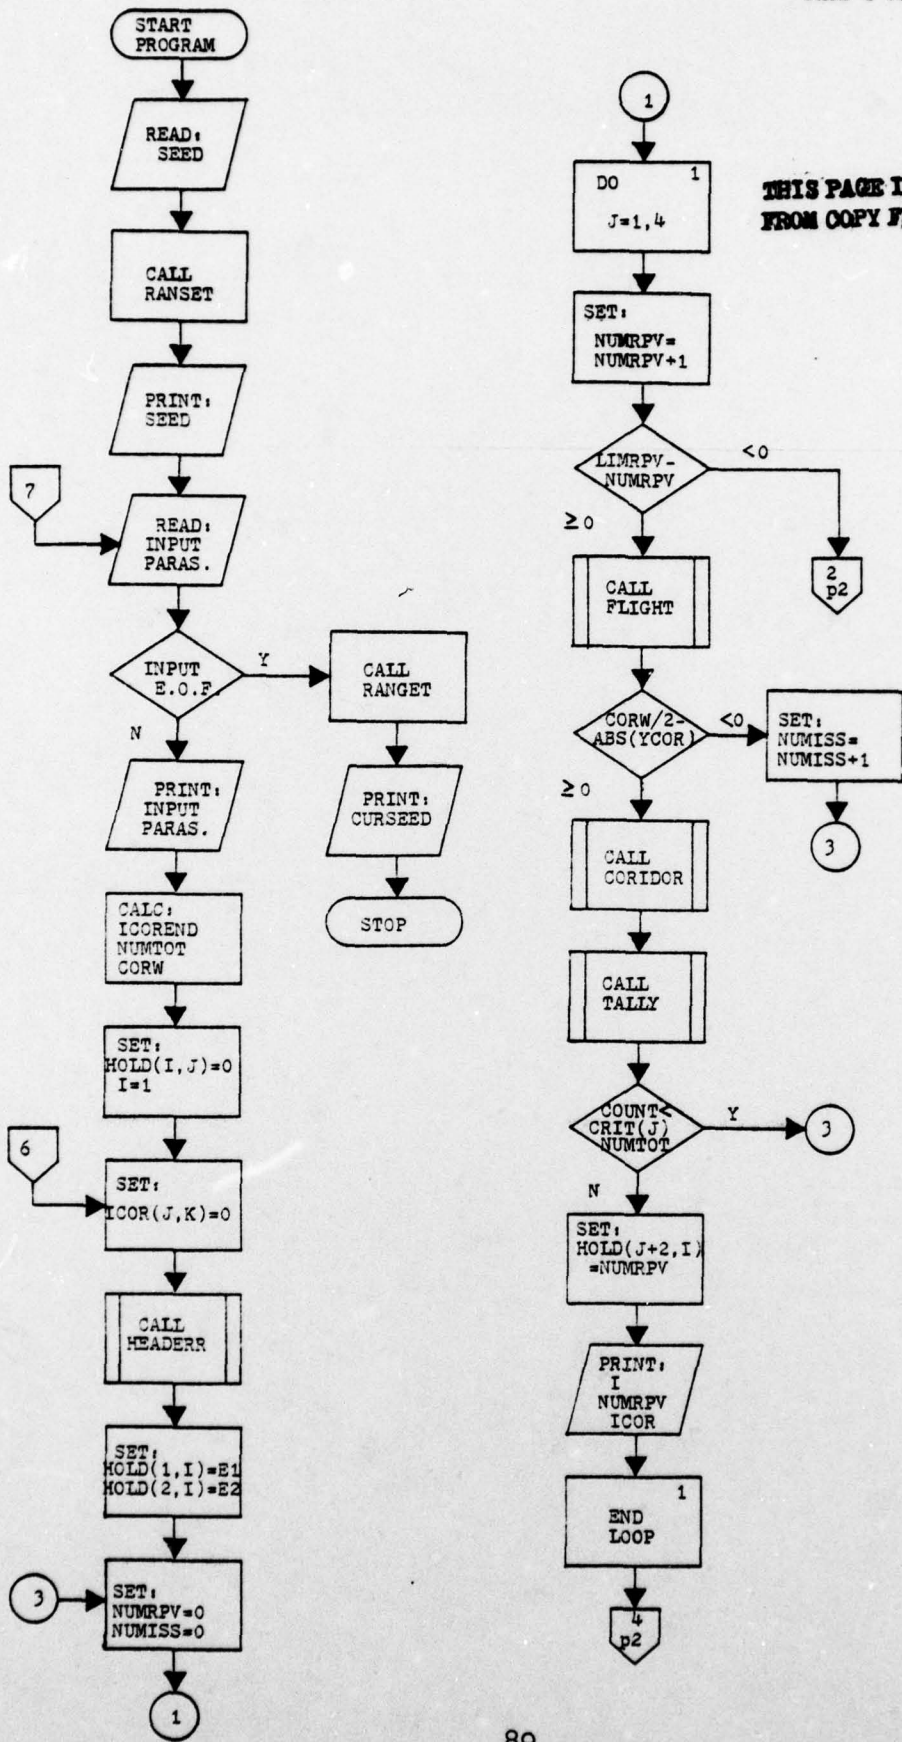 START
PROGRAM
READ:
SEED
CALL
RANSET
PRINT:
SEED
7
READ:
INPUT
PARAS.
INPUT
E.O.F.
Y
N
CALL
RANGET
PRINT:
CURSEED
STOP
PRINT:
INPUT
PARAS.
CALC:
ICOREND
NUMTOT
CORW
SET:
HOLD(I,J)=0
I=1
6
SET:
ICOR(J,K)=0
CALL
HEADERR
SET:
HOLD(1,I)=E1
HOLD(2,I)=E2
3
SET:
NUMRPV=0
NUMISS=0
1
1
DO 1
J=1,4
THIS PAGE I
FROM COPY F
SET:
NUMRPV=
NUMRPV+1
LIMRPV-
NUMRPV
<0
≥0
2
p2
CALL
FLIGHT
CORW/2-
ABS(YCOR)
<0
≥0
SET:
NUMISS=
NUMISS+1
3
CALL
CORIDOR
CALL
TALLY
COUNT<
CRIT(J)
NUMTOT
Y
3
N
SET:
HOLD(J+2,I)
=NUMRPV
PRINT:
I
NUMRPV
ICOR
1
END
LOOP
4
p2